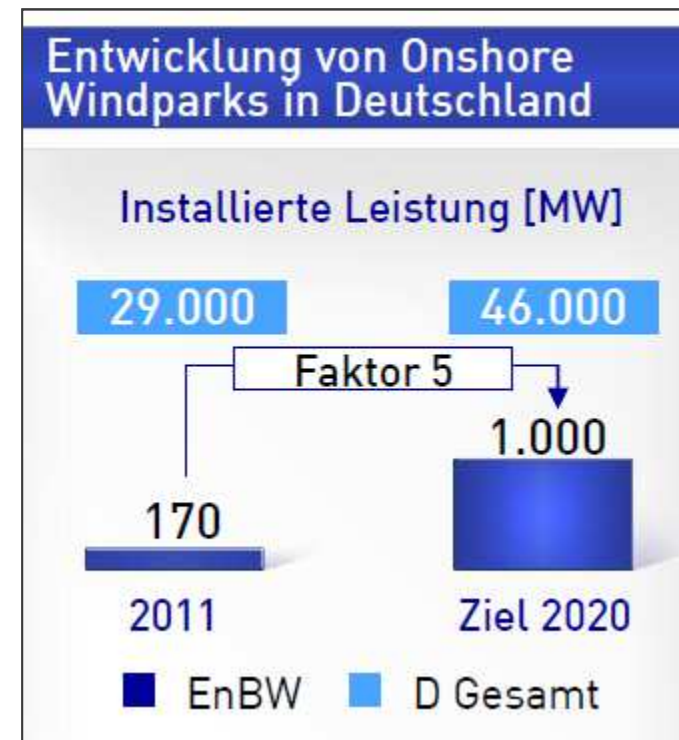 Entwicklung von Onshore
Windparks in Deutschland
Installierte Leistung [MW]
29.000 46.000
Faktor 5
1.000
170
2011 Ziel 2020
EnBW D Gesamt